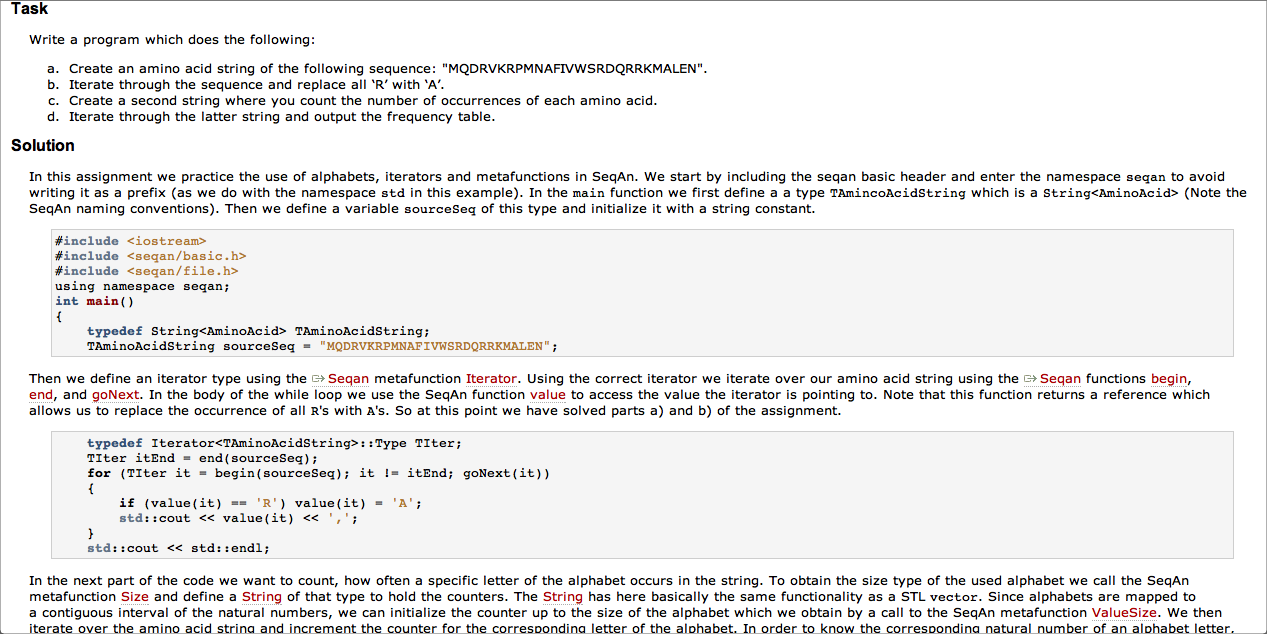 Task
Write a program which does the following:
a. Create an amino acid string of the following sequence: "MQDRVKRPMNAFIVWSRDQRRKMALEN".
b. Iterate through the sequence and replace all ‘R’ with ‘A’.
c. Create a second string where you count the number of occurrences of each amino acid.
d. Iterate through the latter string and output the frequency table.
Solution
In this assignment we practice the use of alphabets, iterators and metafunctions in SeqAn. We start by including the seqan basic header and enter the namespace seqan to avoid
writing it as a prefix (as we do with the namespace std in this example). In the main function we first define a a type TAmincoAcidString which is a String<AminoAcid> (Note the
SeqAn naming conventions). Then we define a variable sourceSeq of this type and initialize it with a string constant.
#include <iostream>
#include <seqan/basic.h>
#include <seqan/file.h>
using namespace seqan;
int main()
{
    typedef String<AminoAcid> TAminoAcidString;
    TAminoAcidString sourceSeq = "MQDRVKRPMNAFIVWSRDQRRKMALEN";
Then we define an iterator type using the Seqan metafunction Iterator. Using the correct iterator we iterate over our amino acid string using the Seqan functions begin,
end, and goNext. In the body of the while loop we use the SeqAn function value to access the value the iterator is pointing to. Note that this function returns a reference which
allows us to replace the occurrence of all R's with A's. So at this point we have solved parts a) and b) of the assignment.
    typedef Iterator<TAminoAcidString>::Type TIter;
    TIter itEnd = end(sourceSeq);
    for (TIter it = begin(sourceSeq); it != itEnd; goNext(it))
    {
        if (value(it) == 'R') value(it) = 'A';
        std::cout << value(it) << ',';
    }
    std::cout << std::endl;
In the next part of the code we want to count, how often a specific letter of the alphabet occurs in the string. To obtain the size type of the used alphabet we call the SeqAn
metafunction Size and define a String of that type to hold the counters. The String has here basically the same functionality as a STL vector. Since alphabets are mapped to
a contiguous interval of the natural numbers, we can initialize the counter up to the size of the alphabet which we obtain by a call to the SeqAn metafunction ValueSize. We then
iterate over the amino acid string and increment the counter for the corresponding letter of the alphabet. In order to know the corresponding natural number of an alphabet letter,